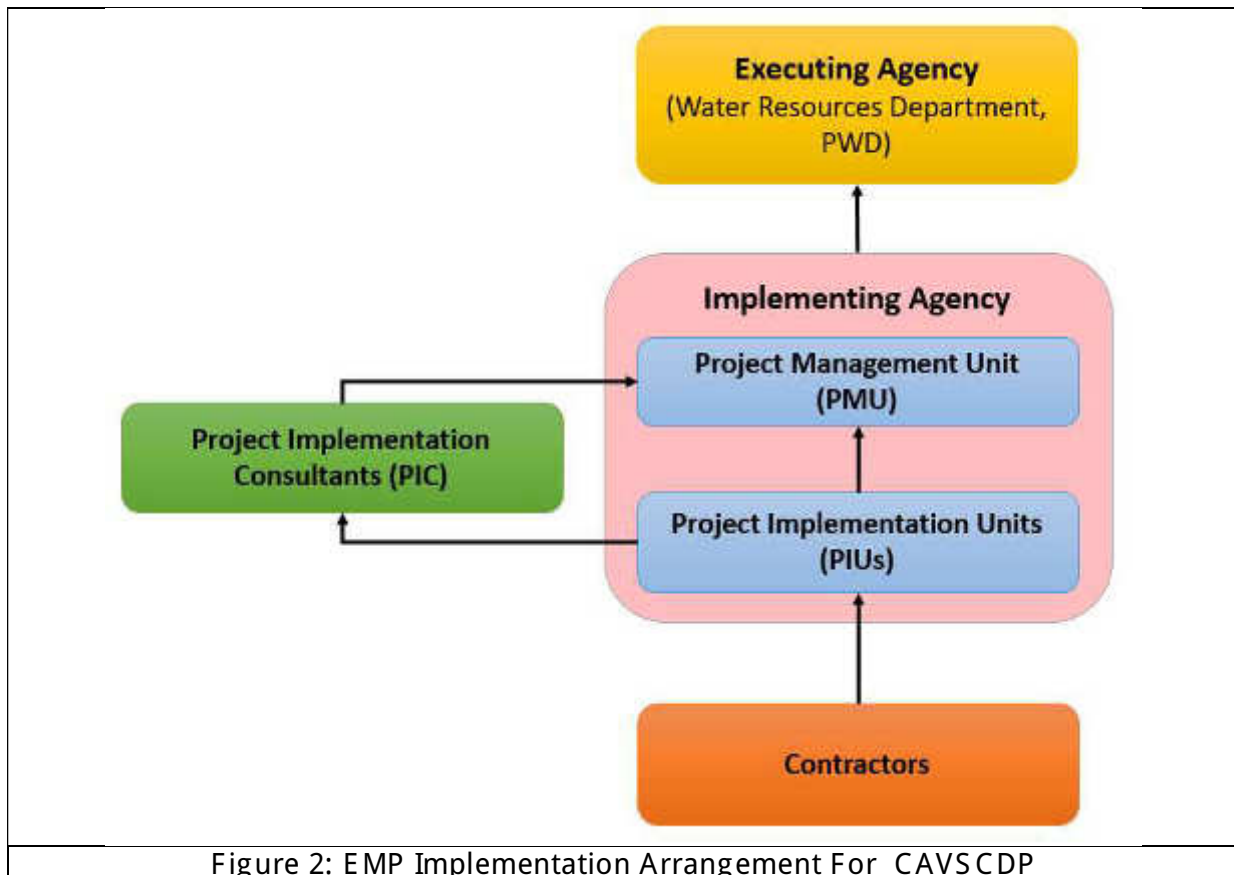 Executing Agency
(Water Resources Department,
PWD)
Implementing Agency
Project Management Unit
(PMU)
Project Implementation
Consultants (PIC)
Project Implementation Units
(PIUs)
Contractors
Figure 2: EMP Implementation Arrangement For CAVSCDP